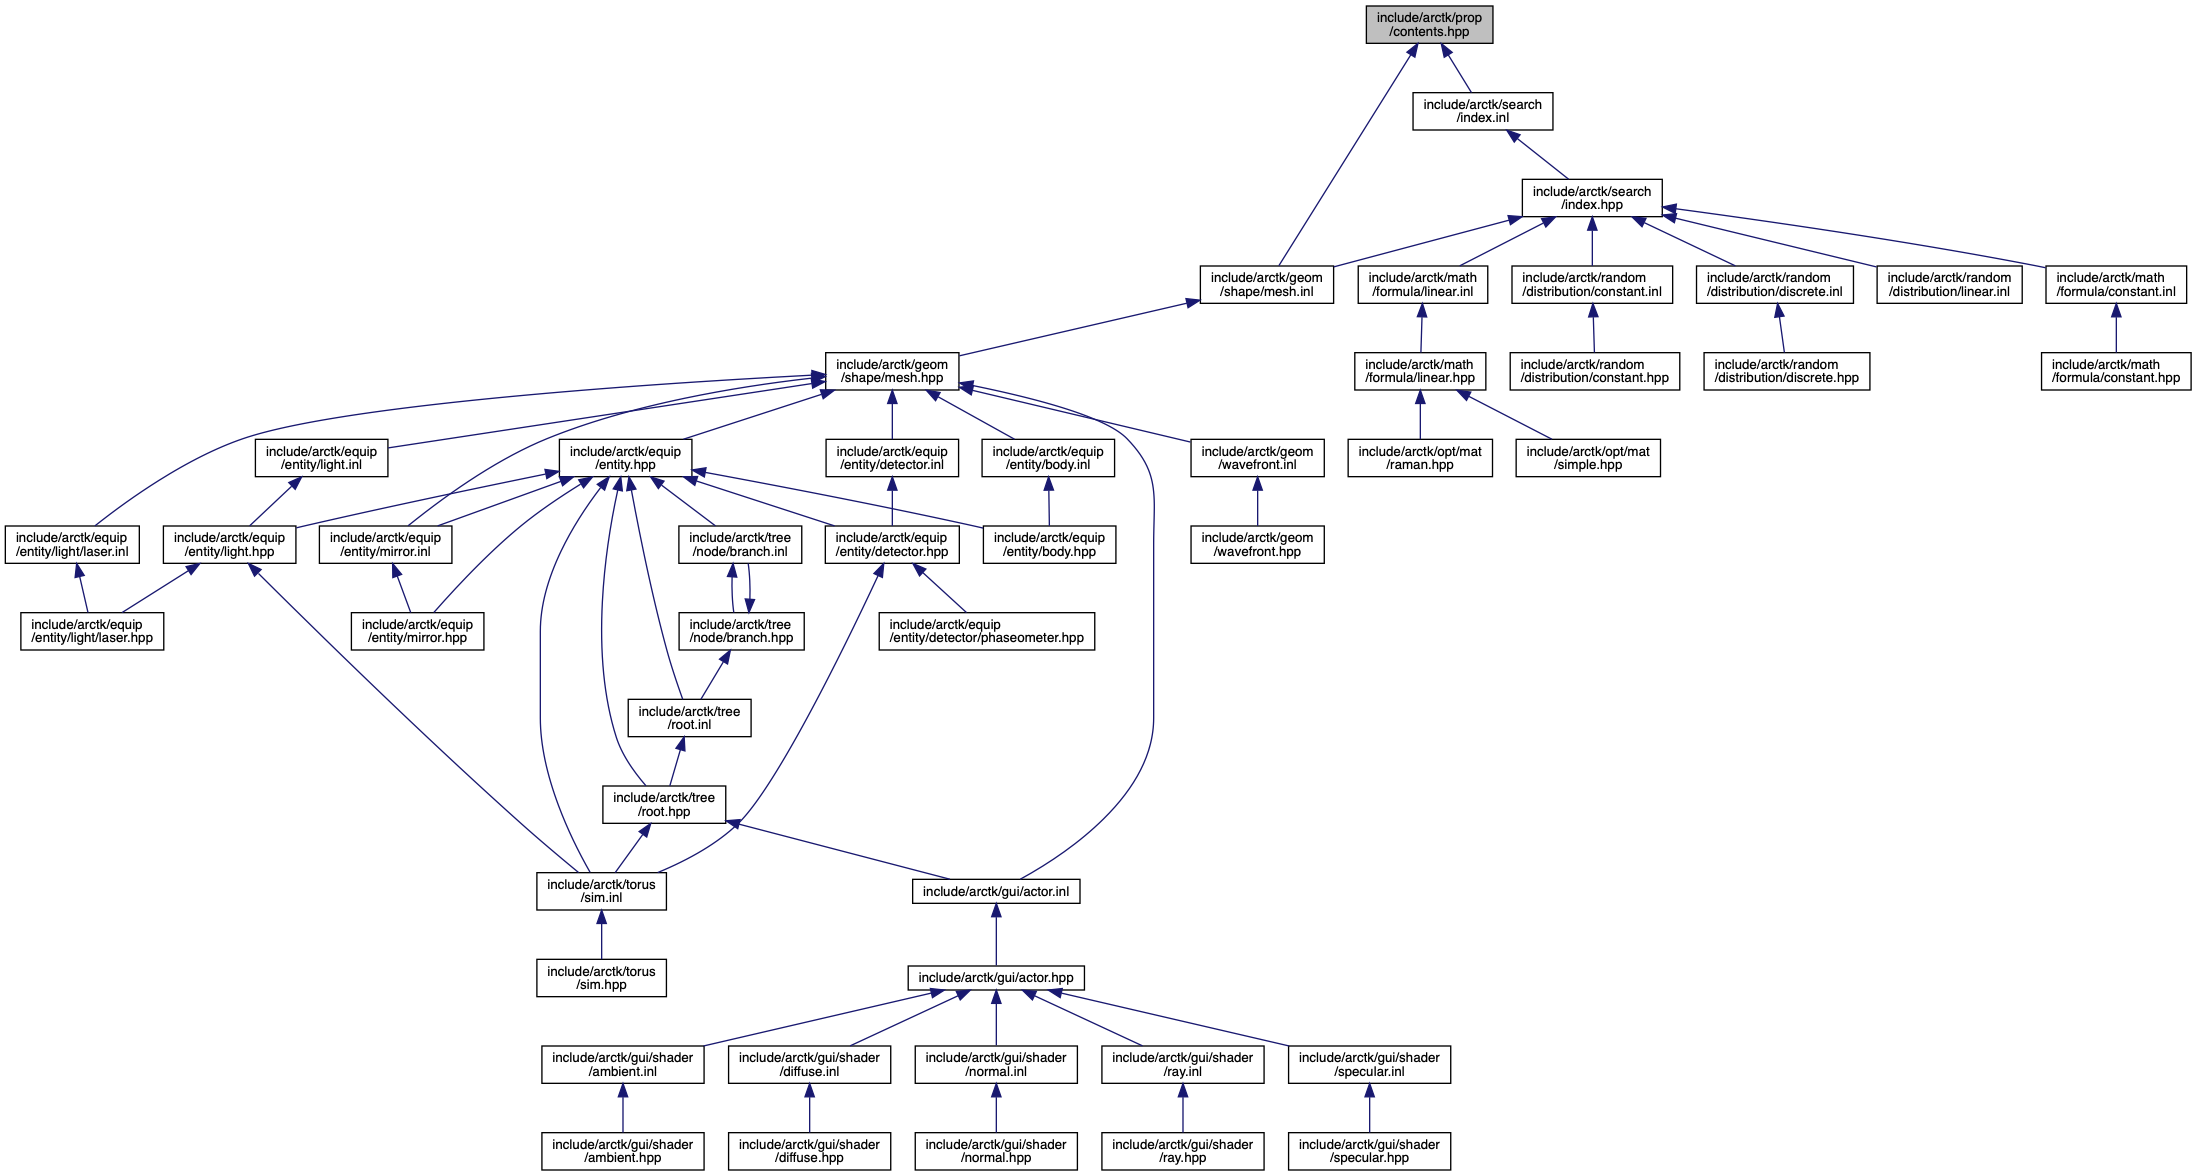 include/arctk/prop
/contents.hpp
include/arctk/search
/index.inl
include/arctk/search
/index.hpp
include/arctk/geom
/shape/mesh.inl
include/arctk/math
/formula/linear.inl
include/arctk/random
/distribution/constant.inl
include/arctk/random
/distribution/discrete.inl
include/arctk/random
/distribution/linear.inl
include/arctk/math
/formula/constant.inl
include/arctk/geom
/shape/mesh.hpp
include/arctk/math
/formula/linear.hpp
include/arctk/random
/distribution/constant.hpp
include/arctk/random
/distribution/discrete.hpp
include/arctk/math
/formula/constant.hpp
include/arctk/equip
/entity/light.inl
include/arctk/equip
/entity.hpp
include/arctk/equip
/entity/detector.inl
include/arctk/equip
/entity/body.inl
include/arctk/geom
/wavefront.inl
include/arctk/opt/mat
/raman.hpp
include/arctk/opt/mat
/simple.hpp
include/arctk/equip
/entity/light/laser.inl
include/arctk/equip
/entity/light.hpp
include/arctk/equip
/entity/mirror.inl
include/arctk/tree
/node/branch.inl
include/arctk/equip
/entity/detector.hpp
include/arctk/equip
/entity/body.hpp
include/arctk/geom
/wavefront.hpp
include/arctk/equip
/entity/light/laser.hpp
include/arctk/equip
/entity/mirror.hpp
include/arctk/tree
/node/branch.hpp
include/arctk/equip
/entity/detector/phaseometer.hpp
include/arctk/tree
/root.inl
include/arctk/tree
/root.hpp
include/arctk/torus
/sim.inl
include/arctk/gui/actor.inl
include/arctk/torus
/sim.hpp
include/arctk/gui/actor.hpp
include/arctk/gui/shader
/ambient.inl
include/arctk/gui/shader
/diffuse.inl
include/arctk/gui/shader
/normal.inl
include/arctk/gui/shader
/ray.inl
include/arctk/gui/shader
/specular.inl
include/arctk/gui/shader
/ambient.hpp
include/arctk/gui/shader
/diffuse.hpp
include/arctk/gui/shader
/normal.hpp
include/arctk/gui/shader
/ray.hpp
include/arctk/gui/shader
/specular.hpp